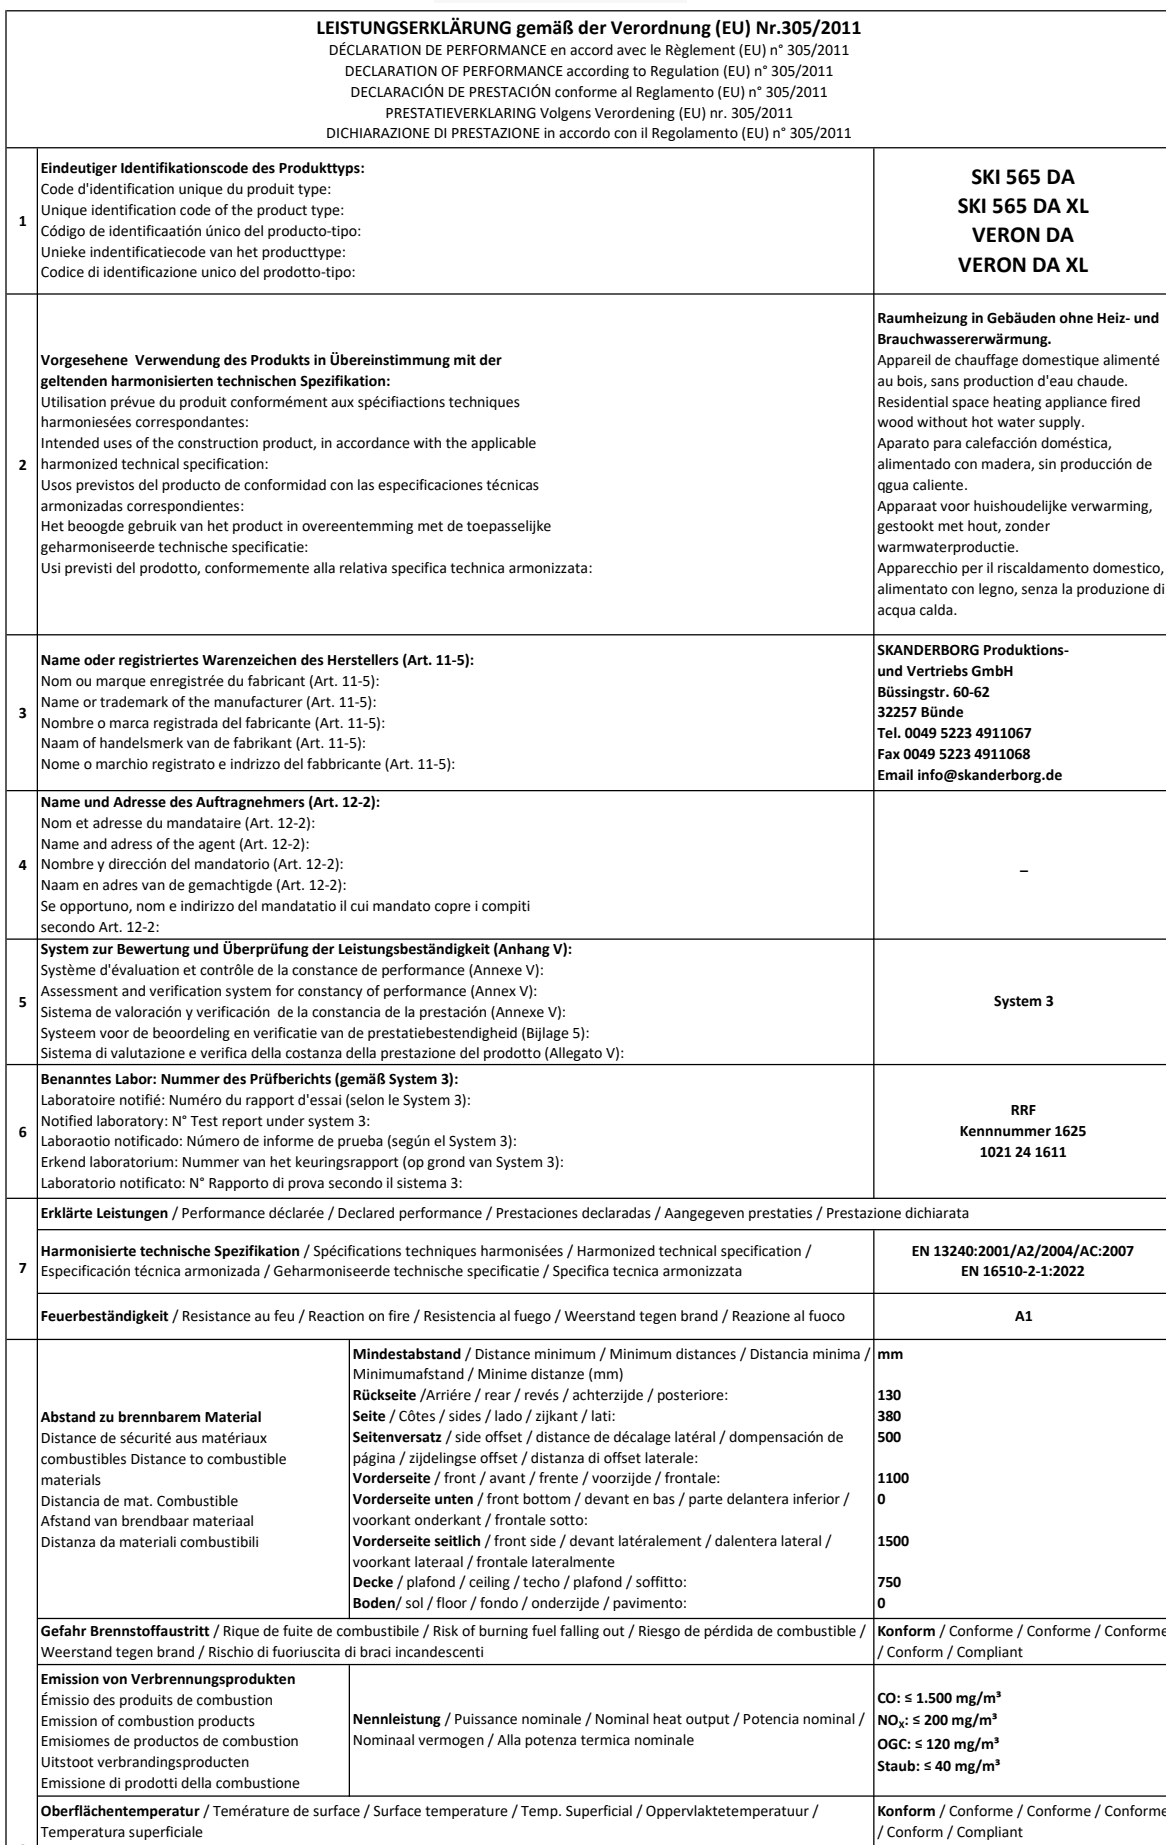 LEISTUNGSERKLÄRUNG gemäß der Verordnung (EU) Nr.305/2011
DÉCLARATION DE PERFORMANCE en accord avec le Règlement (EU) n° 305/2011
DECLARATION OF PERFORMANCE according to Regulation (EU) n° 305/2011
DECLARACIÓN DE PRESTACIÓN conforme al Reglamento (EU) n° 305/2011
PRESTATIEVERKLARING Volgens Verordening (EU) nr. 305/2011
DICHIARAZIONE DI PRESTAZIONE in accordo con il Regolamento (EU) n° 305/2011
1
Eindeutiger Identifikationscode des Produkttyps:
Code d'identification unique du produit type:
Unique identification code of the product type:
Código de identificaatión único del producto-tipo:
Unieke indentificatiecode van het producttype:
Codice di identificazione unico del prodotto-tipo:
SKI 565 DA
SKI 565 DA XL
VERON DA
VERON DA XL
2
Vorgesehene Verwendung des Produkts in Übereinstimmung mit der
geltenden harmonisierten technischen Spezifikation:
Utilisation prévue du produit conformément aux spécifiactions techniques
harmoniesées correspondantes:
Intended uses of the construction product, in accordance with the applicable
harmonized technical specification:
Usos previstos del producto de conformidad con las especificaciones técnicas
armonizadas correspondientes:
Het beoogde gebruik van het product in overeentemming met de toepasselijke
geharmoniseerde technische specificatie:
Usi previsti del prodotto, conformemente alla relativa specifica technica armonizzata:
Raumheizung in Gebäuden ohne Heiz- und
Brauchwassererwärmung.
Appareil de chauffage domestique alimenté
au bois, sans production d'eau chaude.
Residential space heating appliance fired
wood without hot water supply.
Aparato para calefacción doméstica,
alimentado con madera, sin producción de
qgua caliente.
Apparaat voor huishoudelijke verwarming,
gestookt met hout, zonder
warmwaterproductie.
Apparecchio per il riscaldamento domestico,
alimentato con legno, senza la produzione di
acqua calda.
3
Name oder registriertes Warenzeichen des Herstellers (Art. 11-5):
Nom ou marque enregistrée du fabricant (Art. 11-5):
Name or trademark of the manufacturer (Art. 11-5):
Nombre o marca registrada del fabricante (Art. 11-5):
Naam of handelsmerk van de fabrikant (Art. 11-5):
Nome o marchio registrato e indrizzo del fabbricante (Art. 11-5):
SKANDERBORG Produktions-
und Vertriebs GmbH
Büssingstr. 60-62
32257 Bünde
Tel. 0049 5223 4911067
Fax 0049 5223 4911068
Email info@skanderborg.de
4
Name und Adresse des Auftragnehmers (Art. 12-2):
Nom et adresse du mandataire (Art. 12-2):
Name and adress of the agent (Art. 12-2):
Nombre y dirección del mandatorio (Art. 12-2):
Naam en adres van de gemachtigde (Art. 12-2):
Se opportuno, nom e indirizzo del mandatatio il cui mandato copre i compiti
secondo Art. 12-2:
–
5
System zur Bewertung und Überprüfung der Leistungsbeständigkeit (Anhang V):
Système d'évaluation et contrôle de la constance de performance (Annexe V):
Assessment and verification system for constancy of performance (Annex V):
Sistema de valoración y verificación de la constancia de la prestación (Annexe V):
Systeem voor de beoordeling en verificatie van de prestatiebestendigheid (Bijlage 5):
Sistema di valutazione e verifica della costanza della prestazione del prodotto (Allegato V):
System 3
6
Benanntes Labor: Nummer des Prüfberichts (gemäß System 3):
Laboratoire notifié: Numéro du rapport d'essai (selon le System 3):
Notified laboratory: N° Test report under system 3:
Laboraotio notificado: Número de informe de prueba (según el System 3):
Erkend laboratorium: Nummer van het keuringsrapport (op grond van System 3):
Laboratorio notificato: N° Rapporto di prova secondo il sistema 3:
RRF
Kennnummer 1625
1021 24 1611
7
Erklärte Leistungen / Performance déclarée / Declared performance / Prestaciones declaradas / Aangegeven prestaties / Prestazione dichiarata
Harmonisierte technische Spezifikation / Spécifications techniques harmonisées / Harmonized technical specification /
Especificación técnica armonizada / Geharmoniseerde technische specificatie / Specifica tecnica armonizzata
EN 13240:2001/A2/2004/AC:2007
EN 16510-2-1:2022
Feuerbeständigkeit / Resistance au feu / Reaction on fire / Resistencia al fuego / Weerstand tegen brand / Reazione al fuoco
A1
Abstand zu brennbarem Material
Distance de sécurité aus matériaux
combustibles Distance to combustible
materials
Distancia de mat. Combustible
Afstand van brendbaar materiaal
Distanza da materiali combustibili
Mindestabstand / Distance minimum / Minimum distances / Distancia minima / mm
Minimumafstand / Minime distanze (mm)
Rückseite /Arriére / rear / revés / achterzijde / posteriore: 130
Seite / Côtes / sides / lado / zijkant / lati: 380
Seitenversatz / side offset / distance de décalage latéral / dompensación de 500
página / zijdelingse offset / distanza di offset laterale:
Vorderseite / front / avant / frente / voorzijde / frontale: 1100
Vorderseite unten / front bottom / devant en bas / parte delantera inferior / 0
voorkant onderkant / frontale sotto:
Vorderseite seitlich / front side / devant latéralement / dalentera lateral / 1500
voorkant lateraal / frontale lateralmente
Decke / plafond / ceiling / techo / plafond / soffitto: 750
Boden/ sol / floor / fondo / onderzijde / pavimento: 0
Gefahr Brennstoffaustritt / Rique de fuite de combustibile / Risk of burning fuel falling out / Riesgo de pérdida de combustible /
Weerstand tegen brand / Rischio di fuoriuscita di braci incandescenti
Konform / Conforme / Conforme / Conforme
/ Conform / Compliant
Emission von Verbrennungsprodukten
Émissio des produits de combustion
Emission of combustion products
Emisiomes de productos de combustion
Uitstoot verbrandingsproducten
Emissione di prodotti della combustione
Nennleistung / Puissance nominale / Nominal heat output / Potencia nominal /
Nominaal vermogen / Alla potenza termica nominale
CO: ≤ 1.500 mg/m³
NOX: ≤ 200 mg/m³
OGC: ≤ 120 mg/m³
Staub: ≤ 40 mg/m³
Oberflächentemperatur / Temérature de surface / Surface temperature / Temp. Superficial / Oppervlaktetemperatuur /
Temperatura superficiale
Konform / Conforme / Conforme / Conforme
/ Conform / Compliant